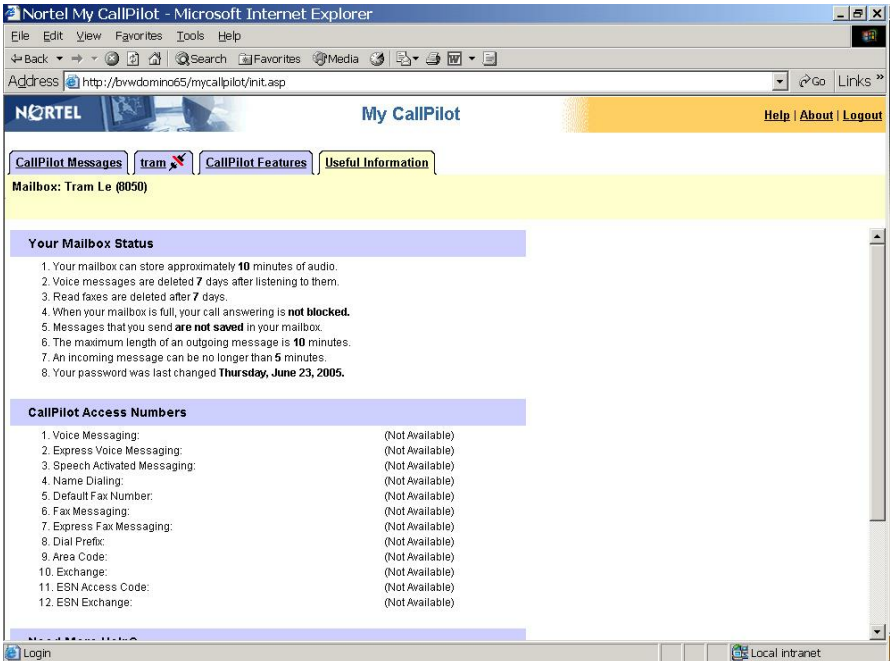 Nortel My CallPilot - Microsoft Internet Explorer
File Edit View Favorites Tools Help
Back Search Favorites Media
Address http://bvwdomino65/mycallpilot/init.asp Go Links »
NORTEL My CallPilot Help | About | Logout
CallPilot Messages tram CallPilot Features Useful Information
Mailbox: Tram Le (8050)
Your Mailbox Status
1. Your mailbox can store approximately 10 minutes of audio.
2. Voice messages are deleted 7 days after listening to them.
3. Read faxes are deleted after 7 days.
4. When your mailbox is full, your call answering is not blocked.
5. Messages that you send are not saved in your mailbox.
6. The maximum length of an outgoing message is 10 minutes.
7. An incoming message can be no longer than 5 minutes.
8. Your password was last changed Thursday, June 23, 2005.
CallPilot Access Numbers
1. Voice Messaging: (Not Available)
2. Express Voice Messaging: (Not Available)
3. Speech Activated Messaging: (Not Available)
4. Name Dialing: (Not Available)
5. Default Fax Number: (Not Available)
6. Fax Messaging: (Not Available)
7. Express Fax Messaging: (Not Available)
8. Dial Prefix: (Not Available)
9. Area Code: (Not Available)
10. Exchange: (Not Available)
11. ESN Access Code: (Not Available)
12. ESN Exchange: (Not Available)
Need More Help?
Login Local intranet